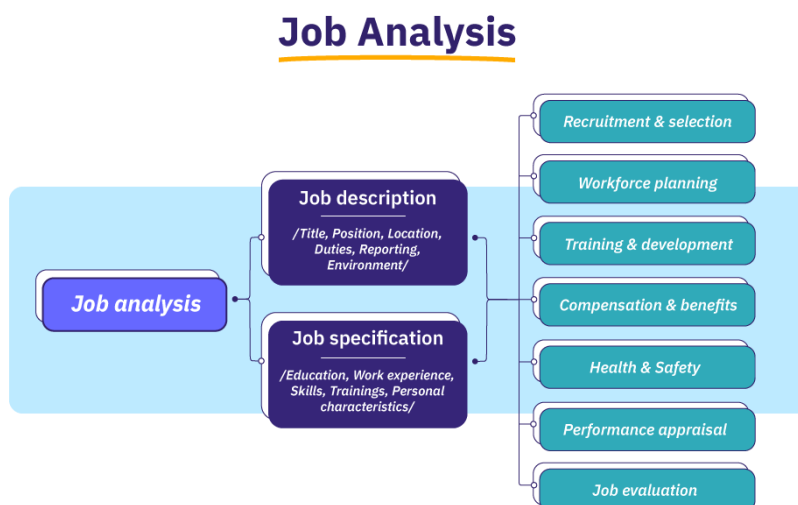 Job Analysis
Job analysis
Job description
/Title, Position, Location,
Duties, Reporting,
Environment/
Job specification
/Education, Work experience,
Skills, Trainings, Personal
characteristics/
Recruitment & selection
Workforce planning
Training & development
Compensation & benefits
Health & Safety
Performance appraisal
Job evaluation